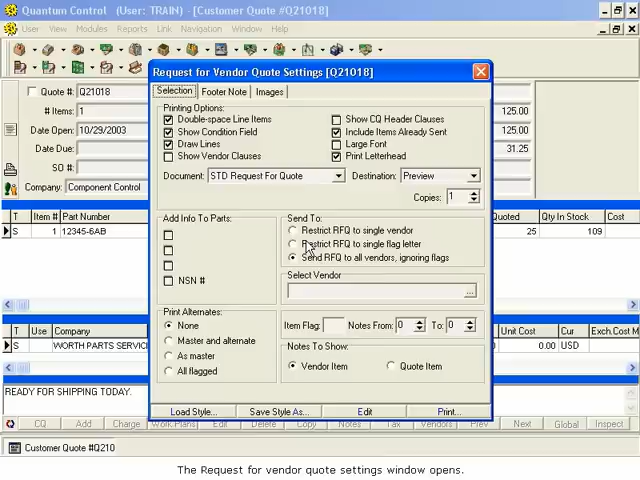 Quantum Control (User: TRAIN) - [Customer Quote #Q21018]
User View Modules Reports Link Navigation Window Help
Quote #: Q21018
# Items: 1
125.00
Date Open: 10/29/2003
125.00
Date Due:
31.25
SO #:
Company: Component Control
T Item # Part Number
Quoted Qty In Stock
S 1 12345-6AB
25 109
T Use Company
Unit Cost Cur Exch.Cost M
S WORTH PARTS SERVIC
0.00 USD
READY FOR SHIPPING TODAY.
CQ Add Charge Work Plans Edit Delete Copy Parts Vendors Prev Next Global Inspect
Customer Quote #Q210
Request for Vendor Quote Settings [Q21018]
Selection Footer Note Images
Printing Options:
Double-space Line Items Show CQ Header Clauses
Show Condition Field Include Items Already Sent
Draw Lines Large Font
Show Vendor Clauses Print Letterhead
Document: STD Request For Quote Destination: Preview
Copies: 1
Add Info To Parts:
NSN #
Send To:
Restrict RFQ to single vendor
Restrict RFQ to single flag letter
Send RFQ to all vendors, ignoring flags
Select Vendor
...
Print Alternates:
None
Master and alternate
As master
All flagged
Item Flag: Notes From: 0 To: 0
Notes To Show:
Vendor Item Quote Item
Load Style... Save Style As... Edit Print...
The Request for vendor quote settings window opens.